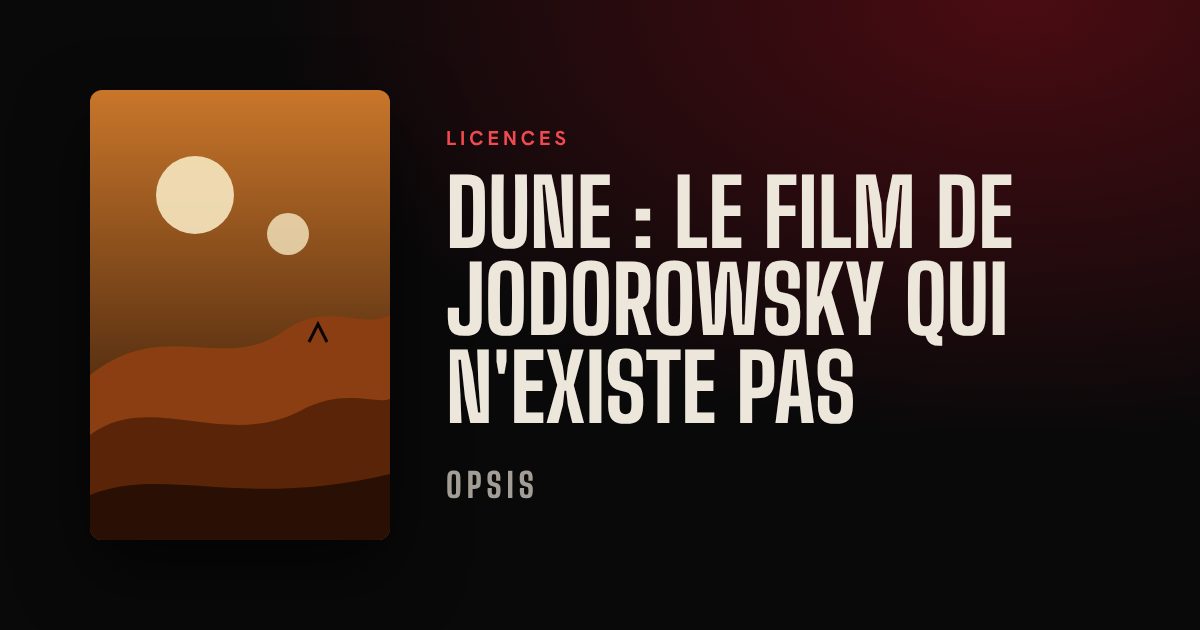 LICENCES
DUNE : LE FILM DE
JODOROWSKY QUI
N'EXISTE PAS
OPSIS